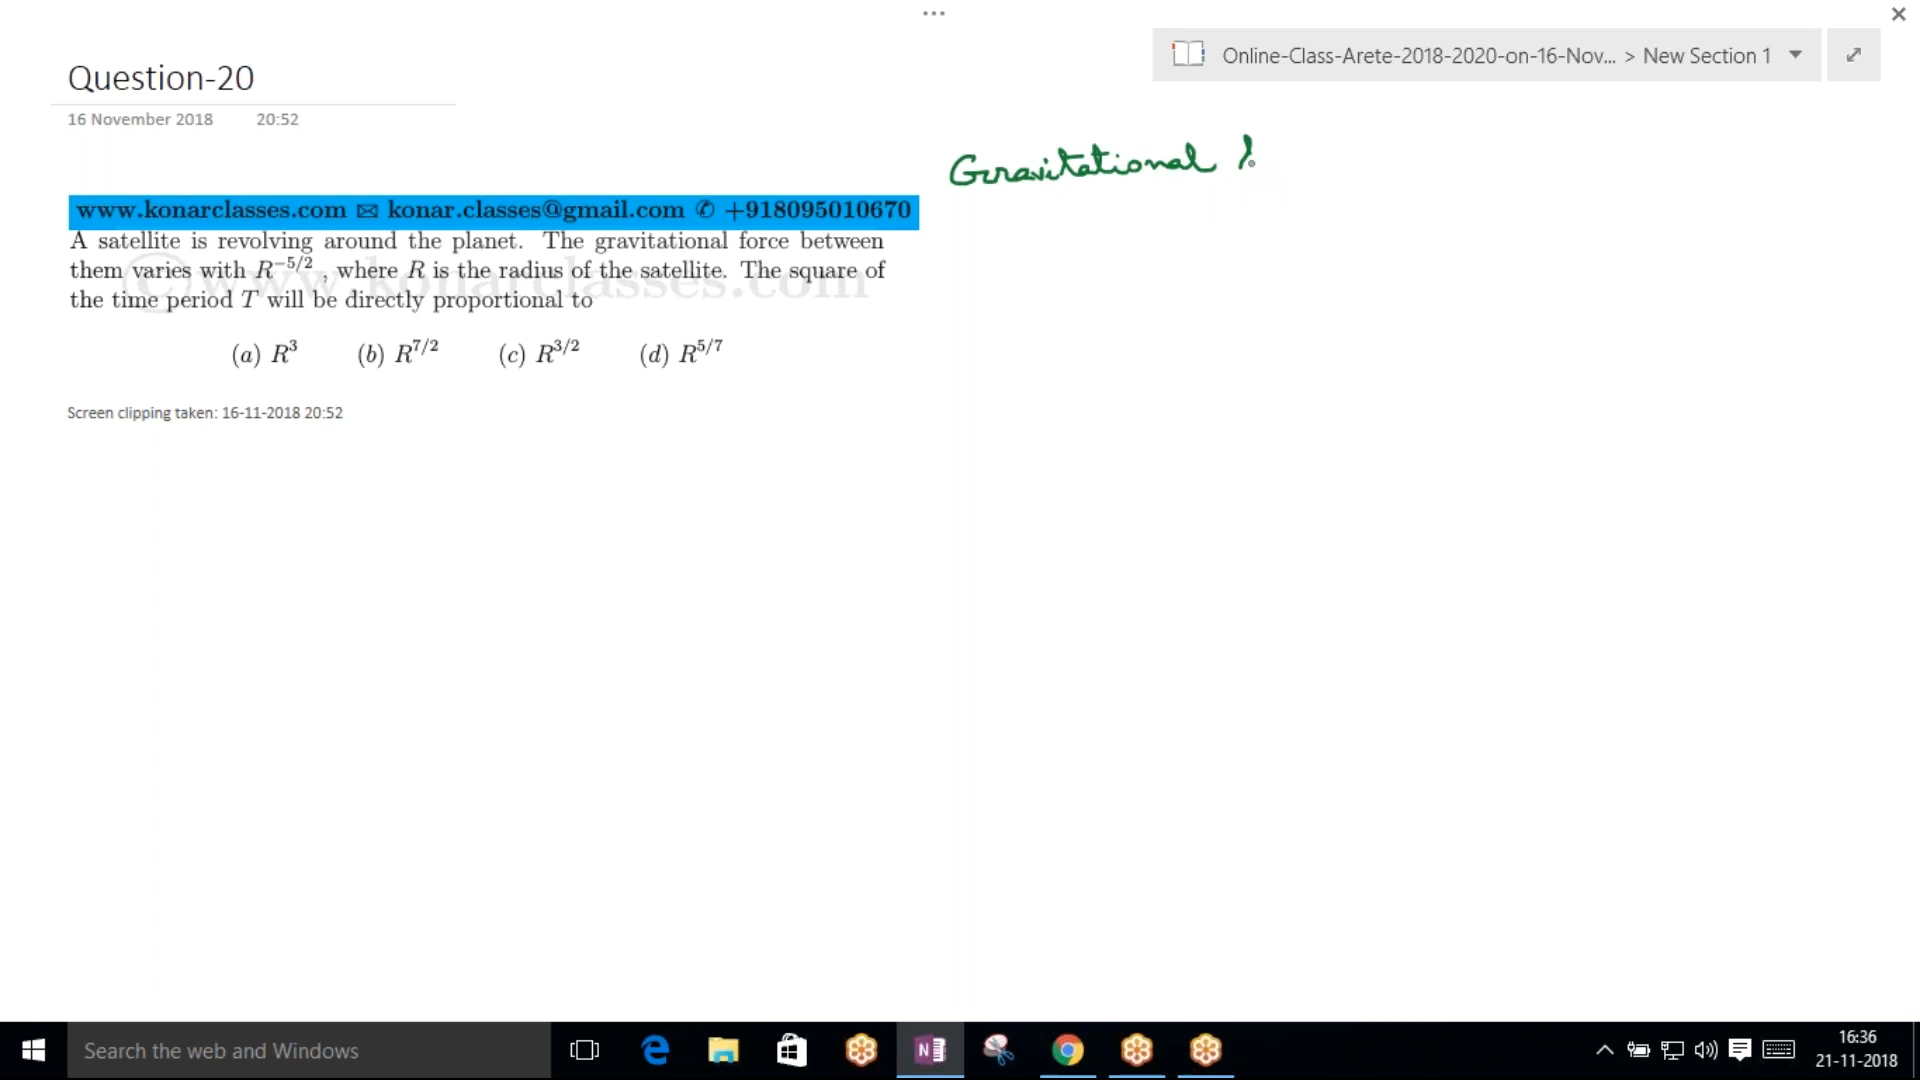 Online-Class-Arete-2018-2020-on-16-Nov... > New Section 1
Question-20
16 November 2018 20:52
Gravitational
www.konarclasses.com ✉ konar.classes@gmail.com ✆ +918095010670
A satellite is revolving around the planet. The gravitational force between
them varies with R^{-5/2}, where R is the radius of the satellite. The square of
the time period T will be directly proportional to
©www.konarclasses.com
(a) R^3 (b) R^{7/2} (c) R^{3/2} (d) R^{5/7}
Screen clipping taken: 16-11-2018 20:52
Search the web and Windows
16:36
21-11-2018